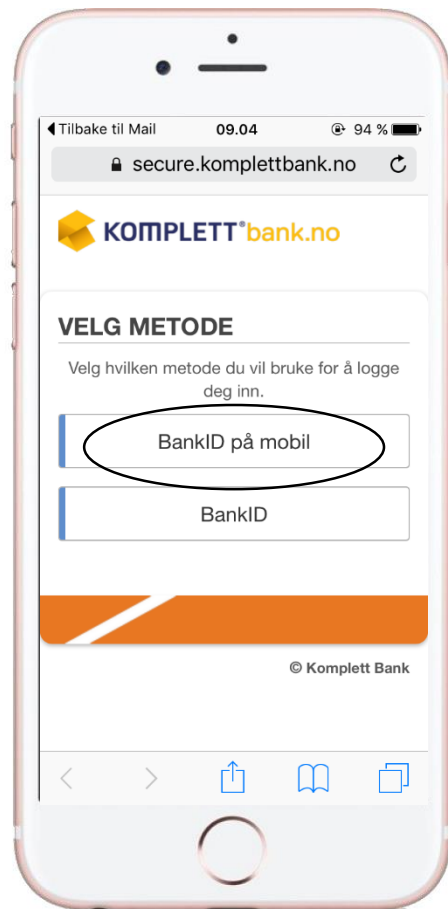 Tilbake til Mail 09.04 94 %
secure.komplettbank.no
KOMPLETT®bank.no
VELG METODE
Velg hvilken metode du vil bruke for å logge
deg inn.
BankID på mobil
BankID
© Komplett Bank